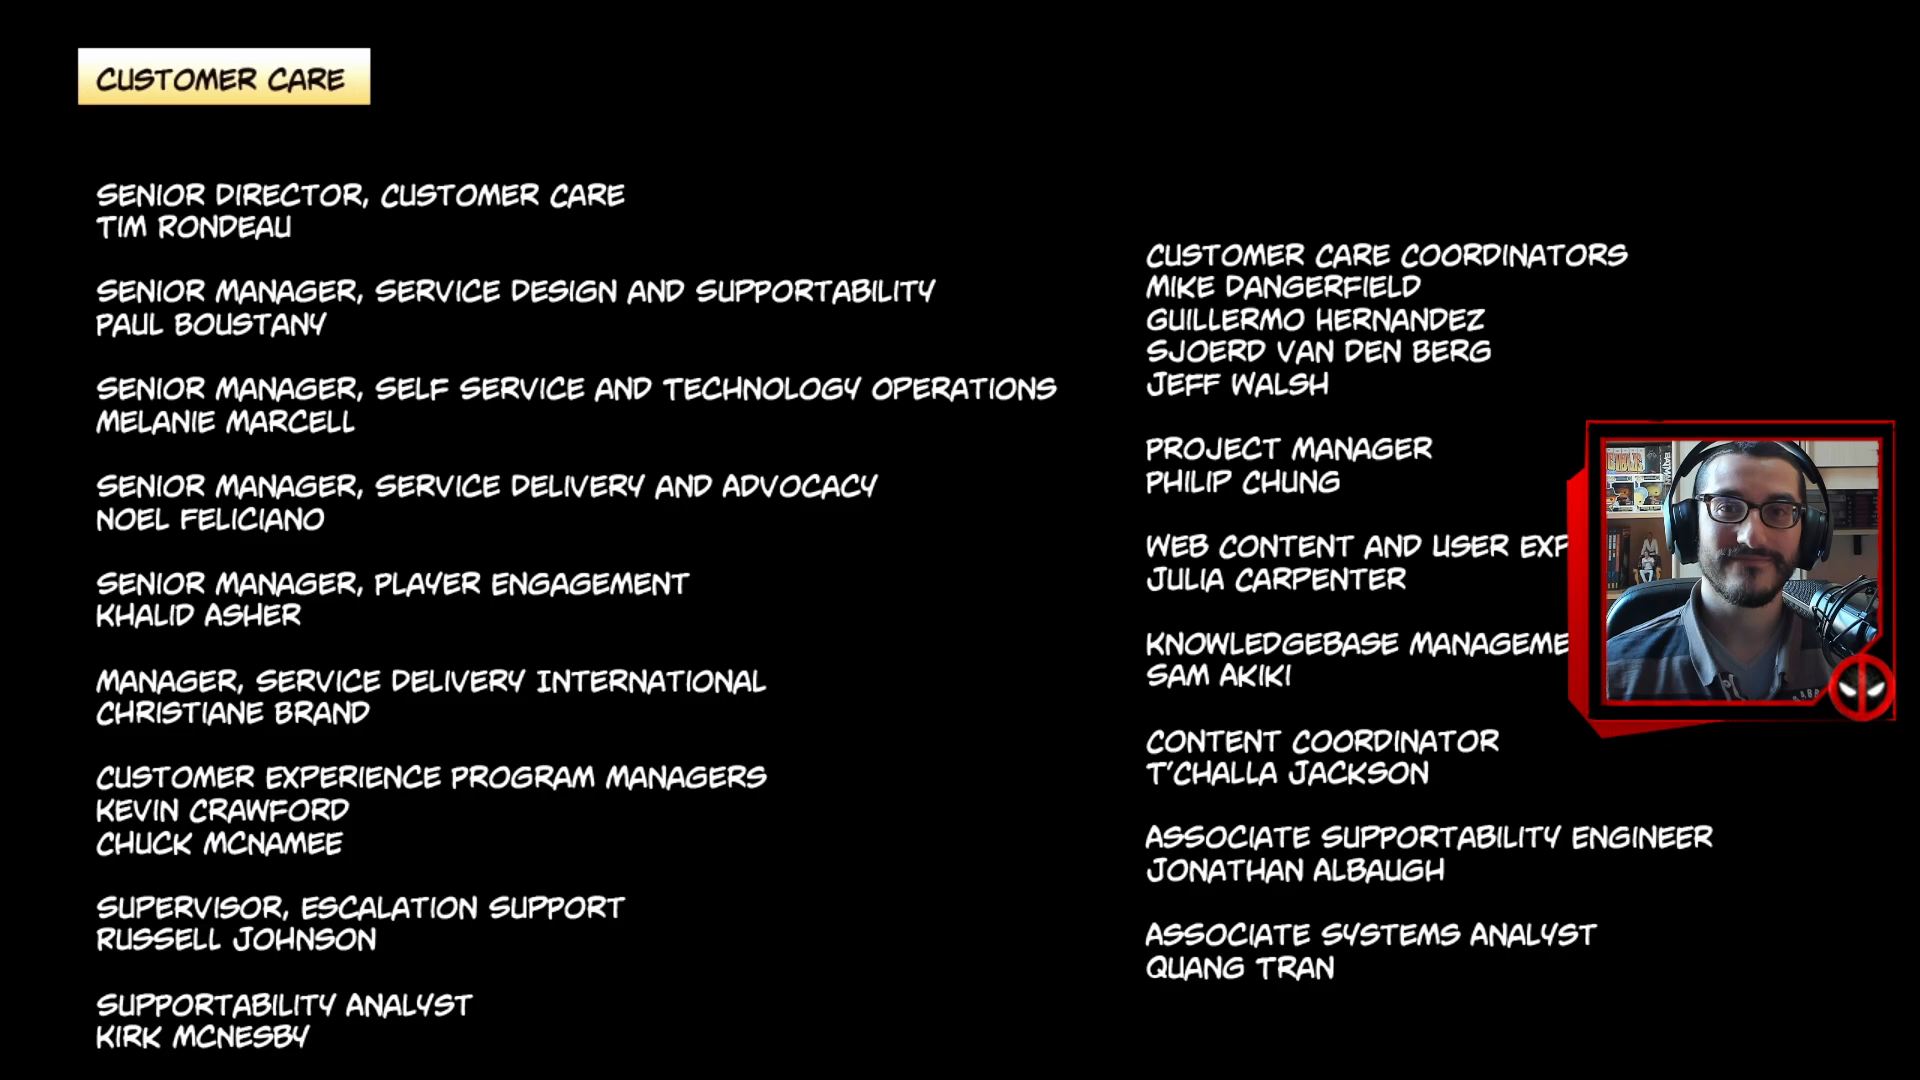 CUSTOMER CARE
SENIOR DIRECTOR, CUSTOMER CARE
TIM RONDEAU
SENIOR MANAGER, SERVICE DESIGN AND SUPPORTABILITY
PAUL BOUSTANY
SENIOR MANAGER, SELF SERVICE AND TECHNOLOGY OPERATIONS
MELANIE MARCELL
SENIOR MANAGER, SERVICE DELIVERY AND ADVOCACY
NOEL FELICIANO
SENIOR MANAGER, PLAYER ENGAGEMENT
KHALID ASHER
MANAGER, SERVICE DELIVERY INTERNATIONAL
CHRISTIANE BRAND
CUSTOMER EXPERIENCE PROGRAM MANAGERS
KEVIN CRAWFORD
CHUCK MCNAMEE
SUPERVISOR, ESCALATION SUPPORT
RUSSELL JOHNSON
SUPPORTABILITY ANALYST
KIRK MCNESBY
CUSTOMER CARE COORDINATORS
MIKE DANGERFIELD
GUILLERMO HERNANDEZ
SJOERD VAN DEN BERG
JEFF WALSH
PROJECT MANAGER
PHILIP CHUNG
WEB CONTENT AND USER EXP
JULIA CARPENTER
KNOWLEDGEBASE MANAGEME
SAM AKIKI
CONTENT COORDINATOR
T'CHALLA JACKSON
ASSOCIATE SUPPORTABILITY ENGINEER
JONATHAN ALBAUGH
ASSOCIATE SYSTEMS ANALYST
QUANG TRAN
BATMAN